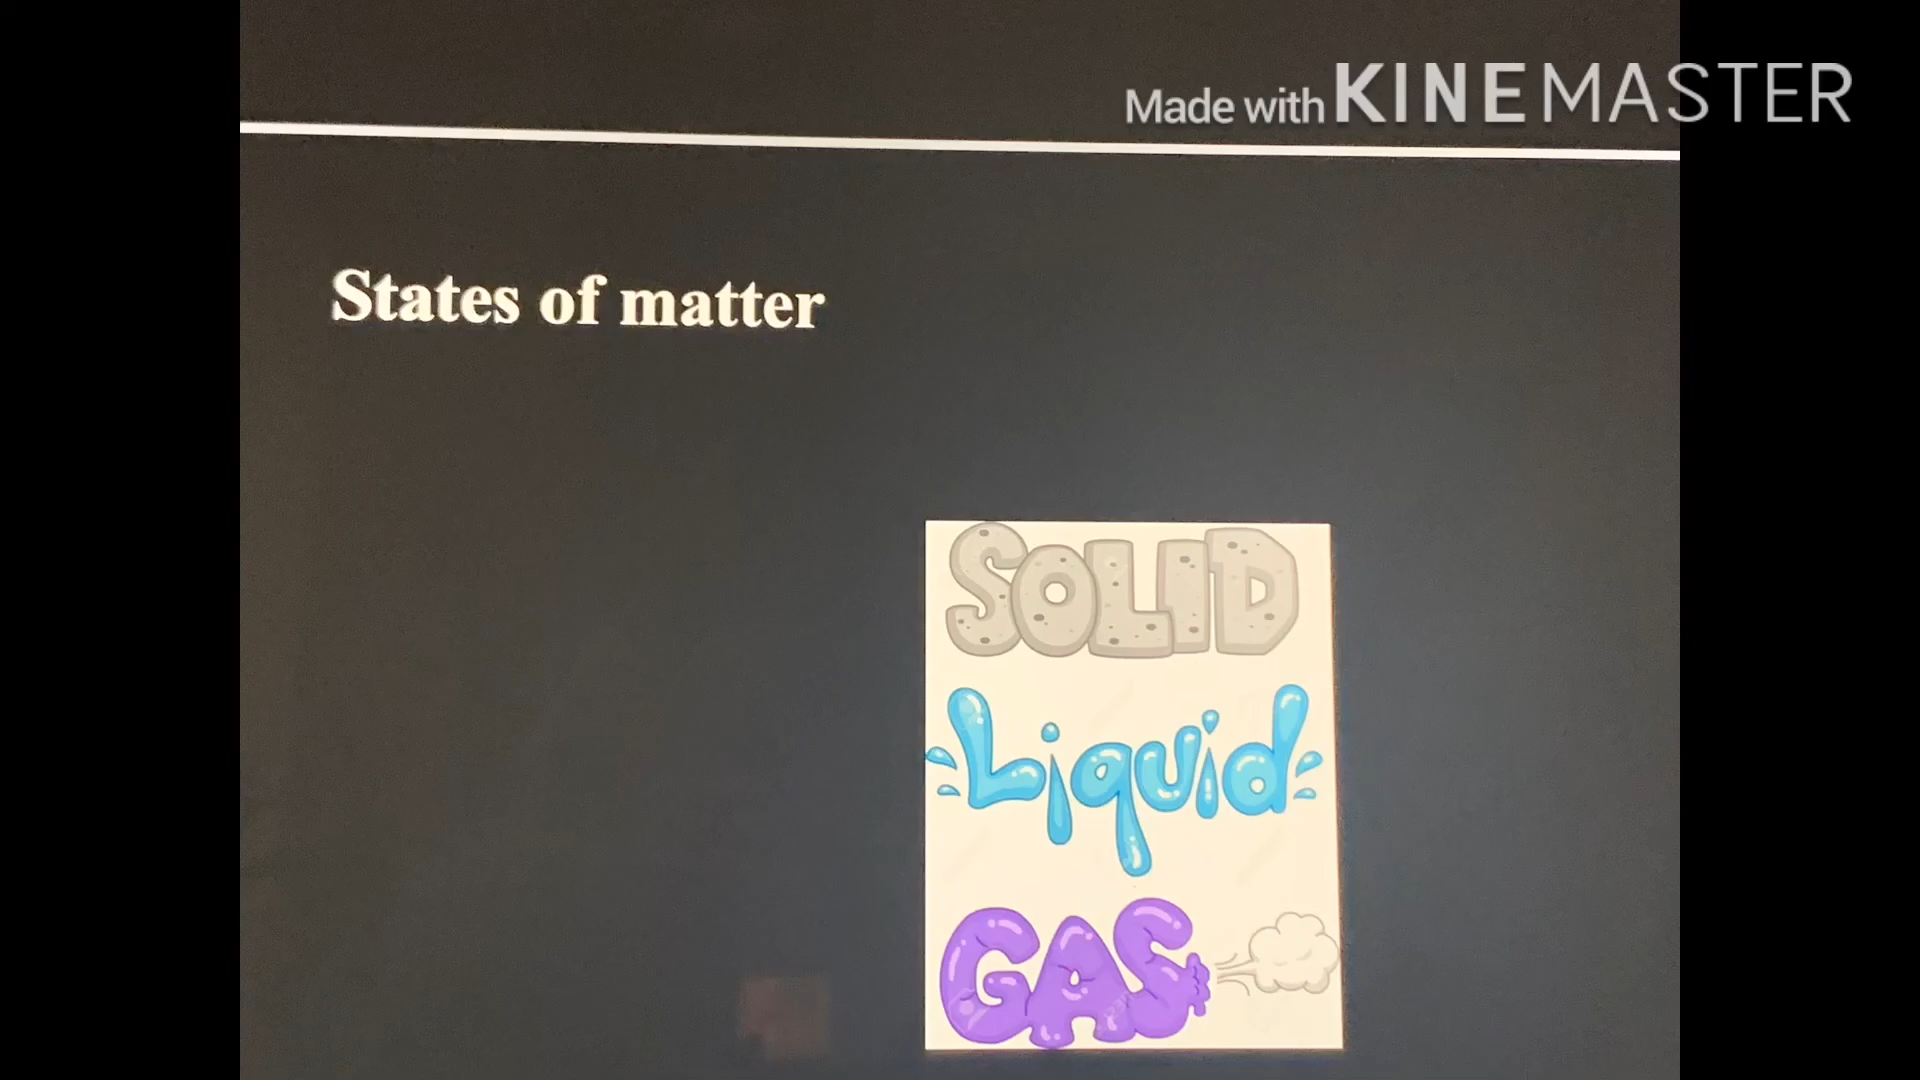 Made with KINEMASTER
States of matter
SOLID
Liquid
GAS